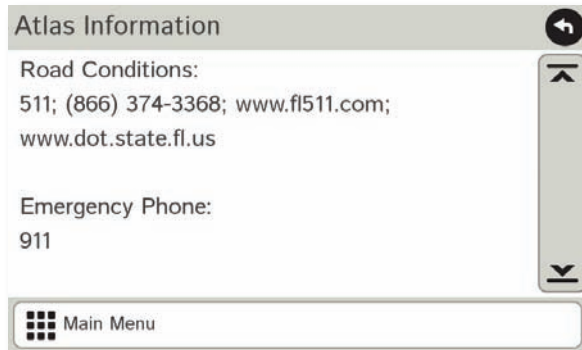 Atlas Information
Road Conditions:
511; (866) 374-3368; www.fl511.com;
www.dot.state.fl.us
Emergency Phone:
911
Main Menu